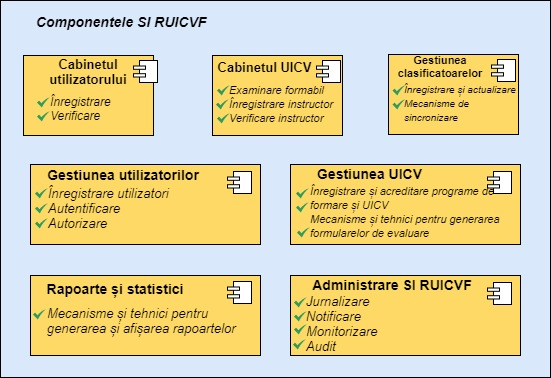 Componentele SI RUICVF
Cabinetul
utilizatorului
Înregistrare
Verificare
Cabinetul UICV
Examinare formabil
Înregistrare instructor
Verificare instructor
Gestiunea
clasificatoarelor
Înregistrare și actualizare
Mecanisme de
sincronizare
Gestiunea utilizatorilor
Înregistrare utilizatori
Autentificare
Autorizare
Gestiunea UICV
Înregistrare și acreditare programe de
formare și UICV
Mecanisme și tehnici pentru generarea
formularelor de evaluare
Rapoarte și statistici
Mecanisme și tehnici pentru
generarea și afișarea rapoartelor
Administrare SI RUICVF
Jurnalizare
Notificare
Monitorizare
Audit